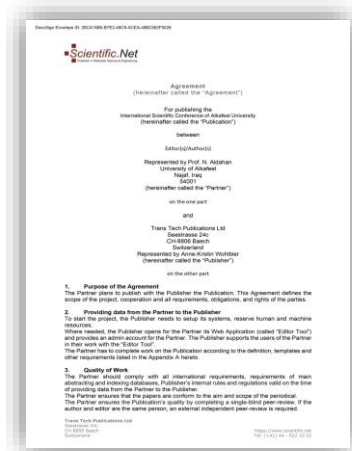 Scientific.Net
Agreement
(hereinafter called the "Agreement")
For publishing the
International Scientific Conference of Alkafeel University
(hereinafter called the "Publication")
between
Editor(s)/Author(s)
Represented by Prof. N. Aldahan
University of Alkafeel
Najaf, Iraq
54001
(hereinafter called the "Partner")
on the one part
and
Trans Tech Publications Ltd
Seestrasse 24c
CH-8806 Baech
Switzerland
Represented by Anne-Kristin Wohlbier
(hereinafter called the "Publisher")
on the other part
1. Purpose of the Agreement
The Partner plans to publish with the Publisher the Publication. This Agreement defines the
scope of the project, cooperation and all requirements, obligations, and rights of the parties.
2. Providing data from the Partner to the Publisher
To start the project, the Publisher needs to setup its systems, reserve human and machine
resources.
Where needed, the Publisher opens for the Partner its Web Application (called "Editor Tool")
and provides an admin account for the Partner. The Publisher supports the users of the Partner
in their work with the "Editor Tool".
The Partner has to complete work on the Publication according to the definition, templates and
other requirements listed in the Appendix A hereto.
3. Quality of Work
The Partner should comply with all international requirements, requirements of main
abstracting and indexing databases, Publisher's internal rules and regulations valid on the time
of providing data from the Partner to the Publisher.
The Partner ensures that the papers are conform to the aim and scope of the periodical.
The Partner ensures the Publication's quality by completing a single-blind peer-review. If the
author and editor are the same person, an external independent peer-review is required.
Trans Tech Publications Ltd
Seestrasse 24c
CH-8806 Baech
Switzerland
https://www.scientific.net